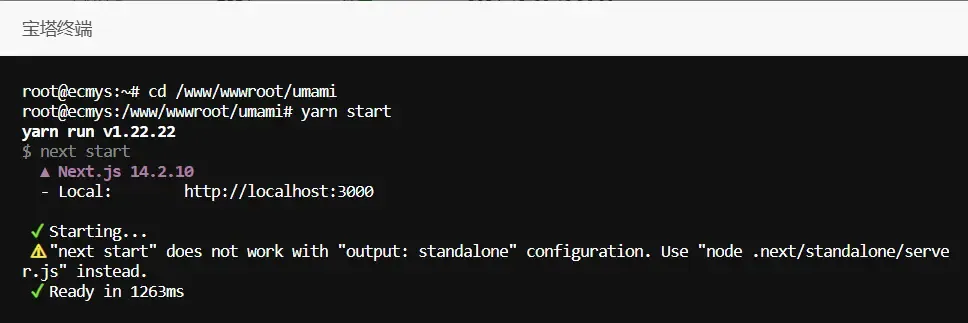 宝塔终端
root@ecmys:~# cd /www/wwwroot/umami
root@ecmys:/www/wwwroot/umami# yarn start
yarn run v1.22.22
$ next start
▲ Next.js 14.2.10
- Local:        http://localhost:3000
✓ Starting...
⚠ "next start" does not work with "output: standalone" configuration. Use "node .next/standalone/serve
r.js" instead.
✓ Ready in 1263ms